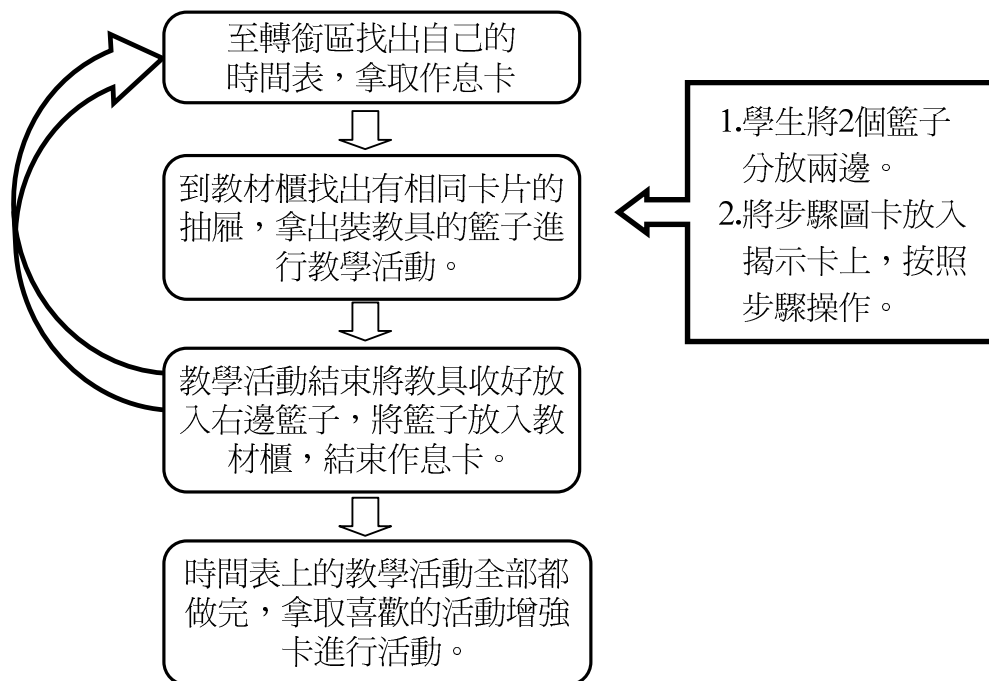 至轉銜區找出自己的
時間表，拿取作息卡
到教材櫃找出有相同卡片的
抽屜，拿出裝教具的籃子進
行教學活動。
1.學生將2個籃子
分放兩邊。
2.將步驟圖卡放入
揭示卡上，按照
步驟操作。
教學活動結束將教具收好放
入右邊籃子，將籃子放入教
材櫃，結束作息卡。
時間表上的教學活動全部都
做完，拿取喜歡的活動增強
卡進行活動。